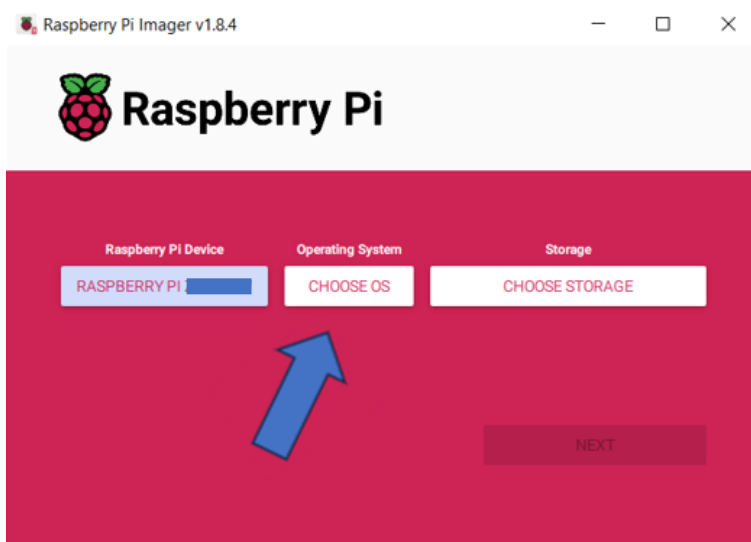 Raspberry Pi Imager v1.8.4
Raspberry Pi
Raspberry Pi Device
Operating System
Storage
RASPBERRY PI
CHOOSE OS
CHOOSE STORAGE
NEXT